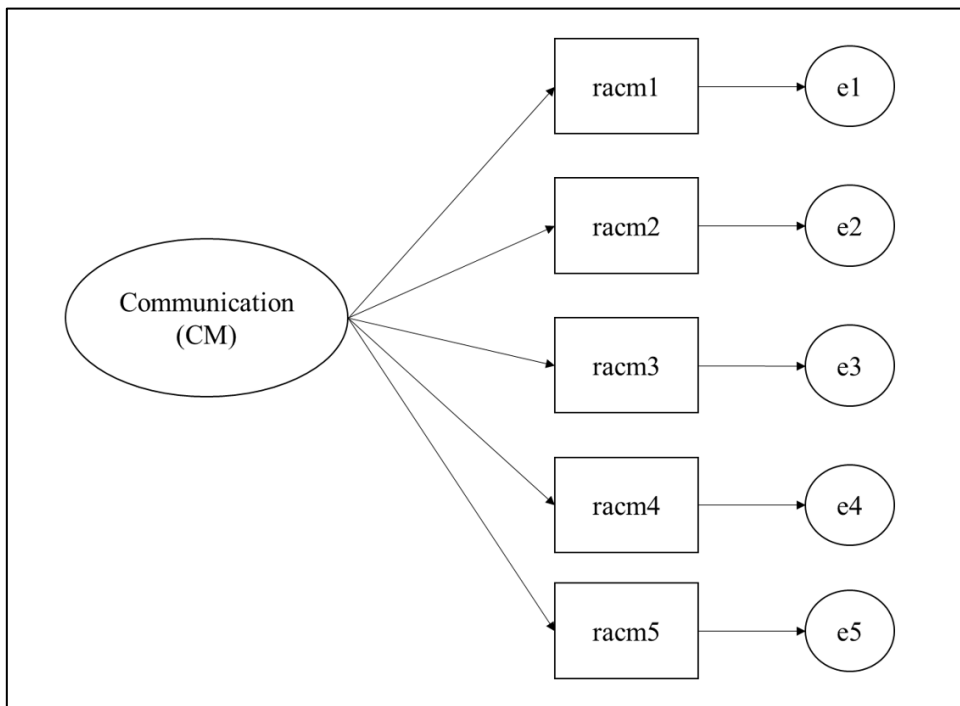 Communication
(CM)
racm1
e1
racm2
e2
racm3
e3
racm4
e4
racm5
e5